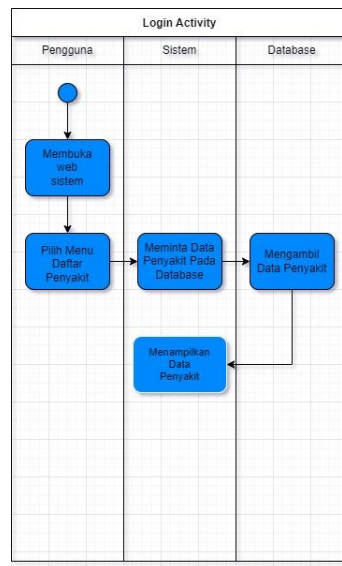 Login Activity
Pengguna
Sistem
Database
Membuka
web
sistem
Pilih Menu
Daftar
Penyakit
Meminta Data
Penyakit Pada
Database
Mengambil
Data Penyakit
Menampilkan
Data
Penyakit